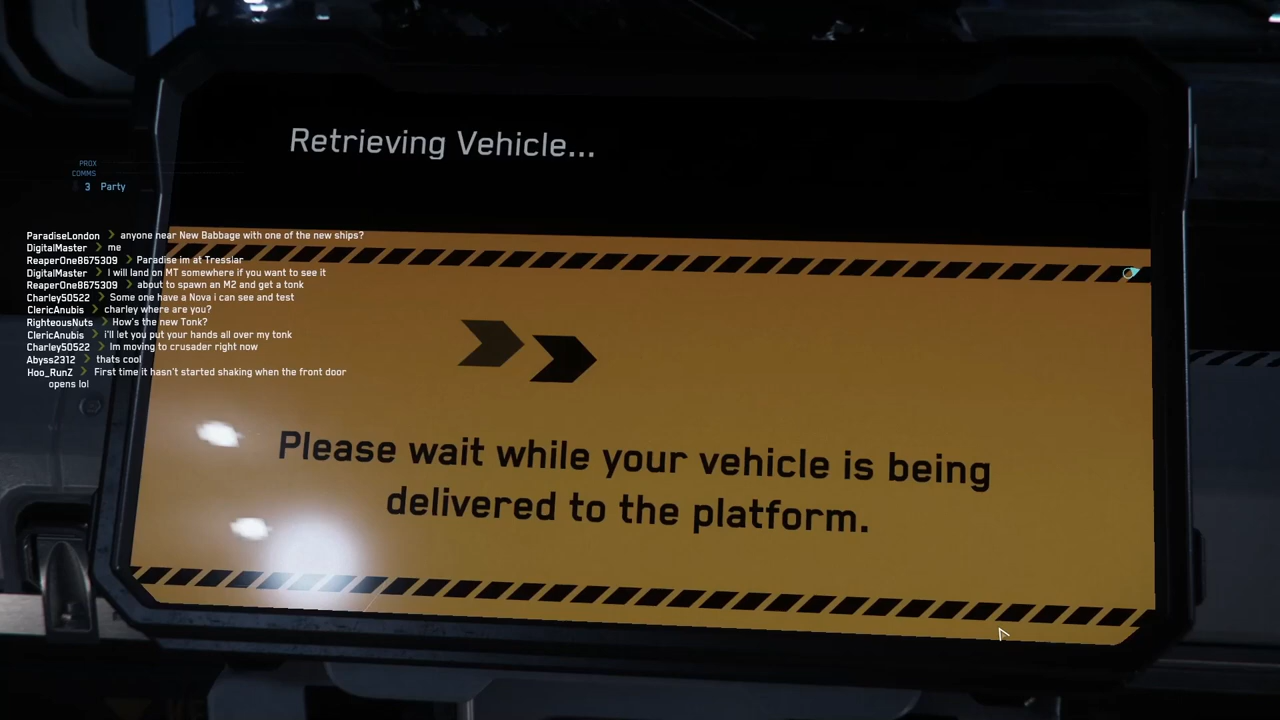 Retrieving Vehicle...
PROX
COMMS
3 Party
ParadiseLondon > anyone near New Babbage with one of the new ships?
DigitalMaster > me
ReaperOne8675309 > Paradise im at Tressler
DigitalMaster > I will land on MT somewhere if you want to see it
ReaperOne8675309 > about to spawn an M2 and get a tonk
Charley50522 > Some one have a Nova i can see and test
ClericAnubis > charley where are you?
RighteousNuts > How's the new Tonk?
ClericAnubis > i'll let you put your hands all over my tonk
Charley50522 > Im moving to crusader right now
Abyss2312 > thats cool
Hoo_RunZ > First time it hasn't started shaking when the front door
opens lol
Please wait while your vehicle is being
delivered to the platform.